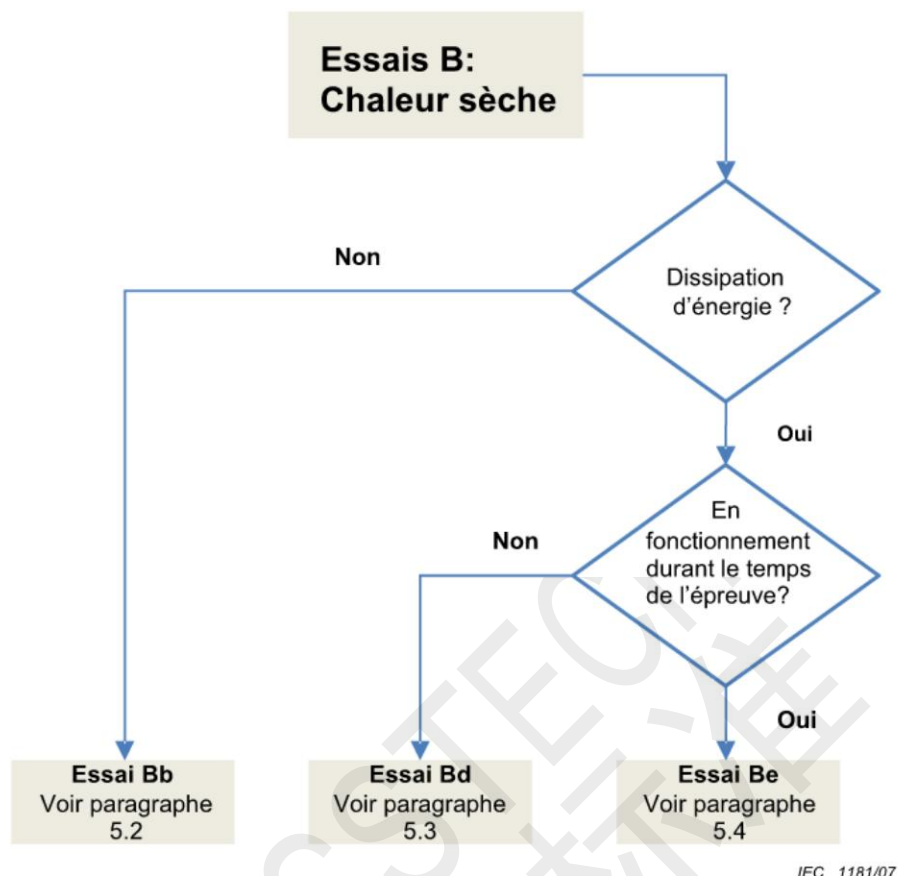 Essais B:
Chaleur sèche
Non
Dissipation
d'énergie ?
Oui
En
fonctionnement
durant le temps
de l'épreuve?
Non
Oui
Essai Bb
Voir paragraphe
5.2
Essai Bd
Voir paragraphe
5.3
Essai Be
Voir paragraphe
5.4
IEC 1181/07